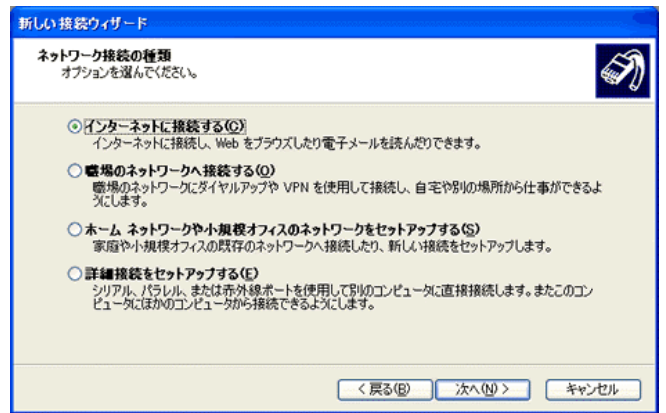 新しい接続ウィザード
ネットワーク接続の種類
オプションを選んでください。
インターネットに接続する(C)
インターネットに接続し、Web をブラウズしたり電子メールを読んだりできます。
職場のネットワークへ接続する(O)
職場のネットワークにダイヤルアップや VPN を使用して接続し、自宅や別の場所から仕事ができるよ
うにします。
ホーム ネットワークや小規模オフィスのネットワークをセットアップする(S)
家庭や小規模オフィスの既存のネットワークへ接続したり、新しい接続をセットアップします。
詳細接続をセットアップする(E)
シリアル、パラレル、または赤外線ポートを使用して別のコンピュータに直接接続します。またこのコン
ピュータにほかのコンピュータから接続できるようにします。
< 戻る(B) 次へ(N) > キャンセル